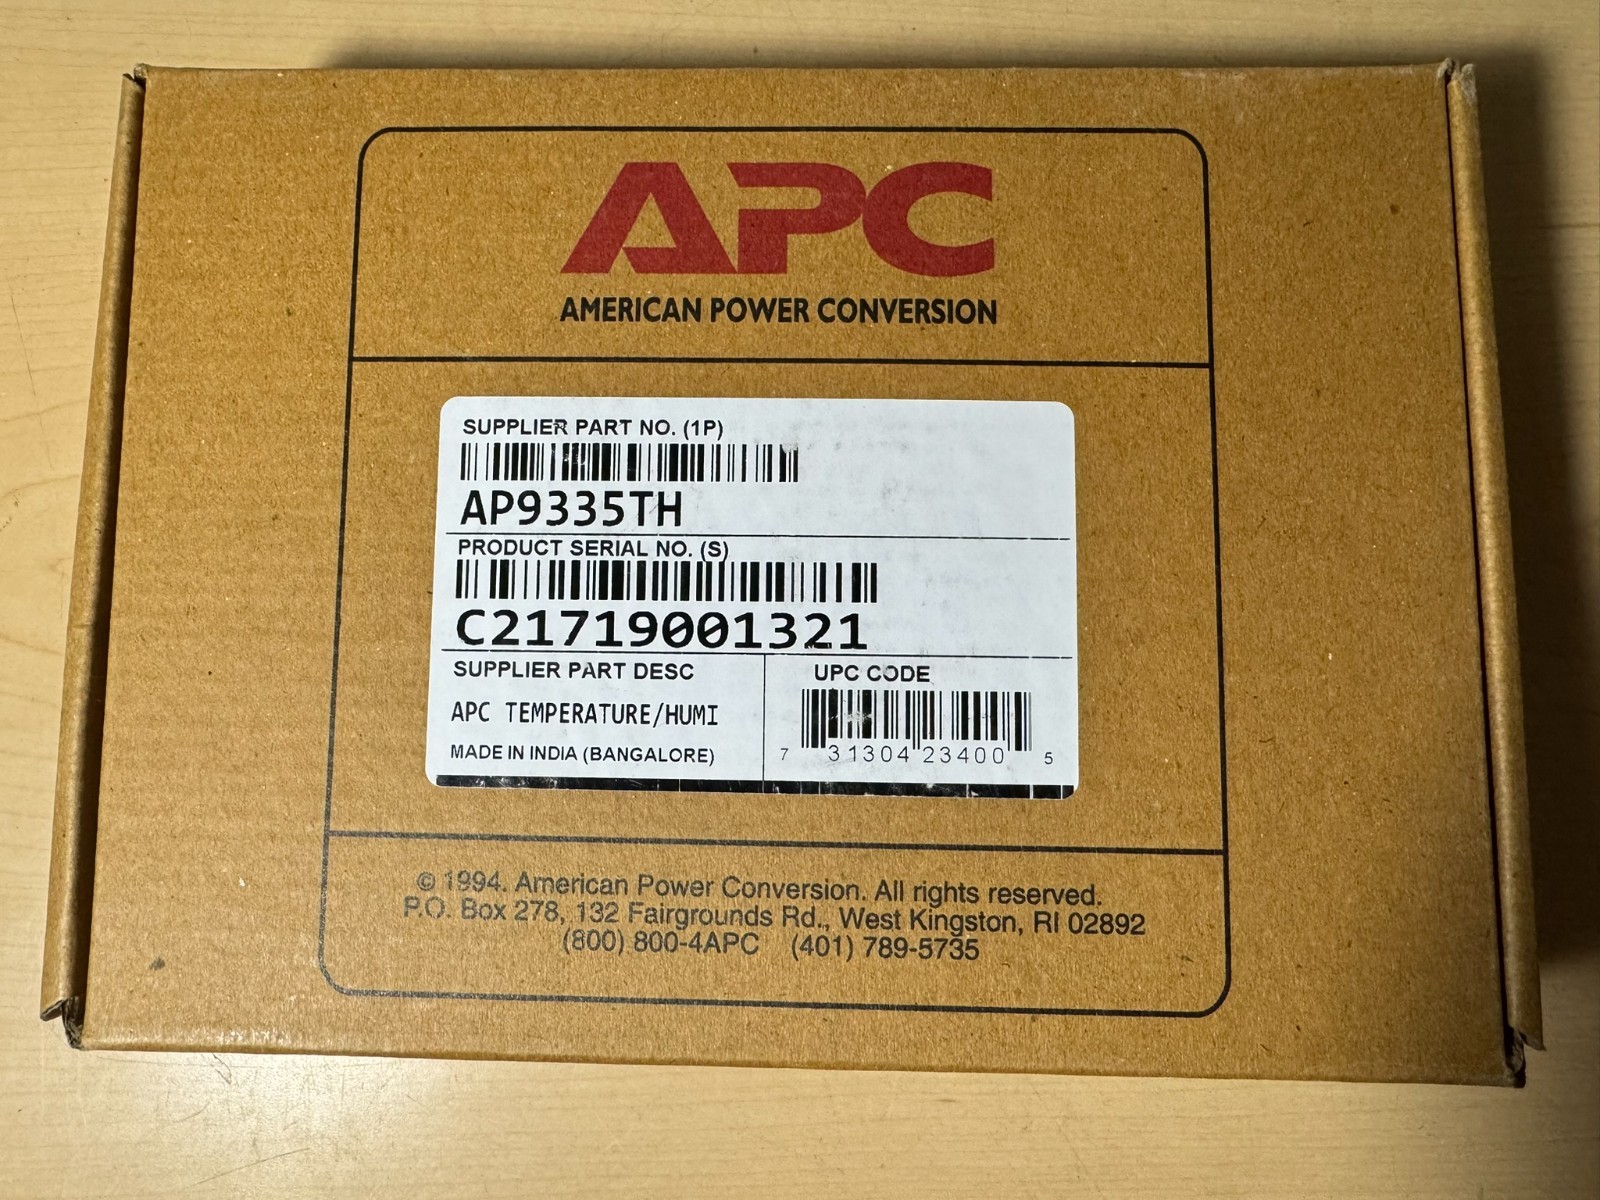 APC
AMERICAN POWER CONVERSION
SUPPLIER PART NO. (1P)
AP9335TH
PRODUCT SERIAL NO. (S)
C21719001321
SUPPLIER PART DESC
APC TEMPERATURE/HUMI
MADE IN INDIA (BANGALORE)
UPC CODE
7 31304 23400 5
© 1994. American Power Conversion. All rights reserved.
P.O. Box 278, 132 Fairgrounds Rd., West Kingston, RI 02892
(800) 800-4APC (401) 789-5735